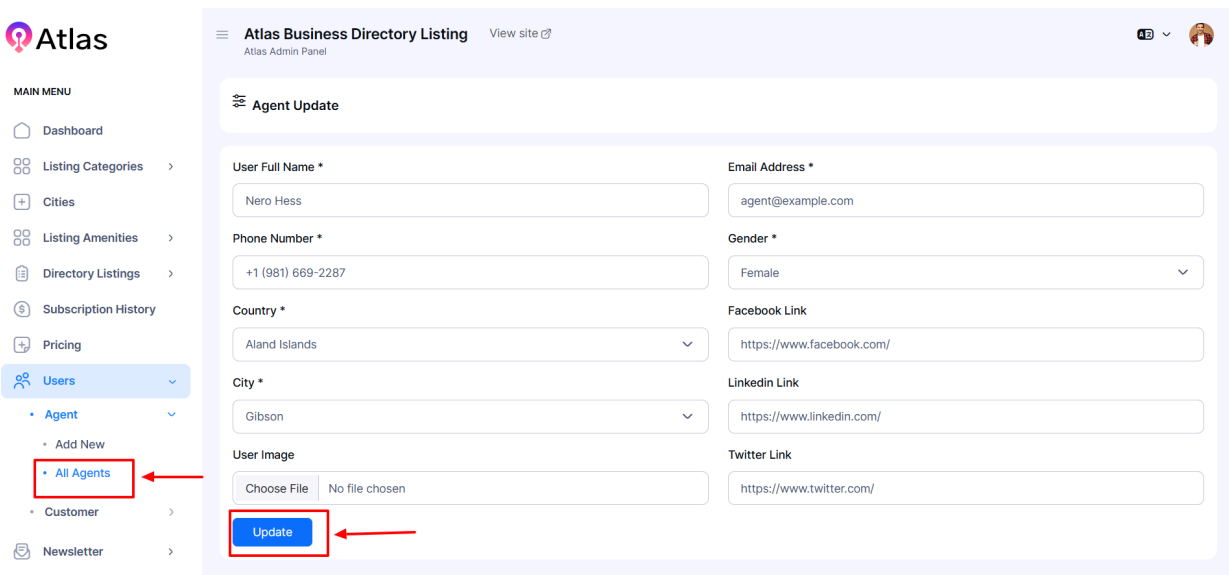 Atlas
Atlas Business Directory Listing
View site
Atlas Admin Panel
MAIN MENU
Dashboard
Listing Categories
Cities
Listing Amenities
Directory Listings
Subscription History
Pricing
Users
Agent
Add New
All Agents
Customer
Newsletter
Agent Update
User Full Name *
Nero Hess
Email Address *
agent@example.com
Phone Number *
+1 (981) 669-2287
Gender *
Female
Country *
Aland Islands
Facebook Link
https://www.facebook.com/
City *
Gibson
Linkedin Link
https://www.linkedin.com/
User Image
Choose File No file chosen
Twitter Link
https://www.twitter.com/
Update